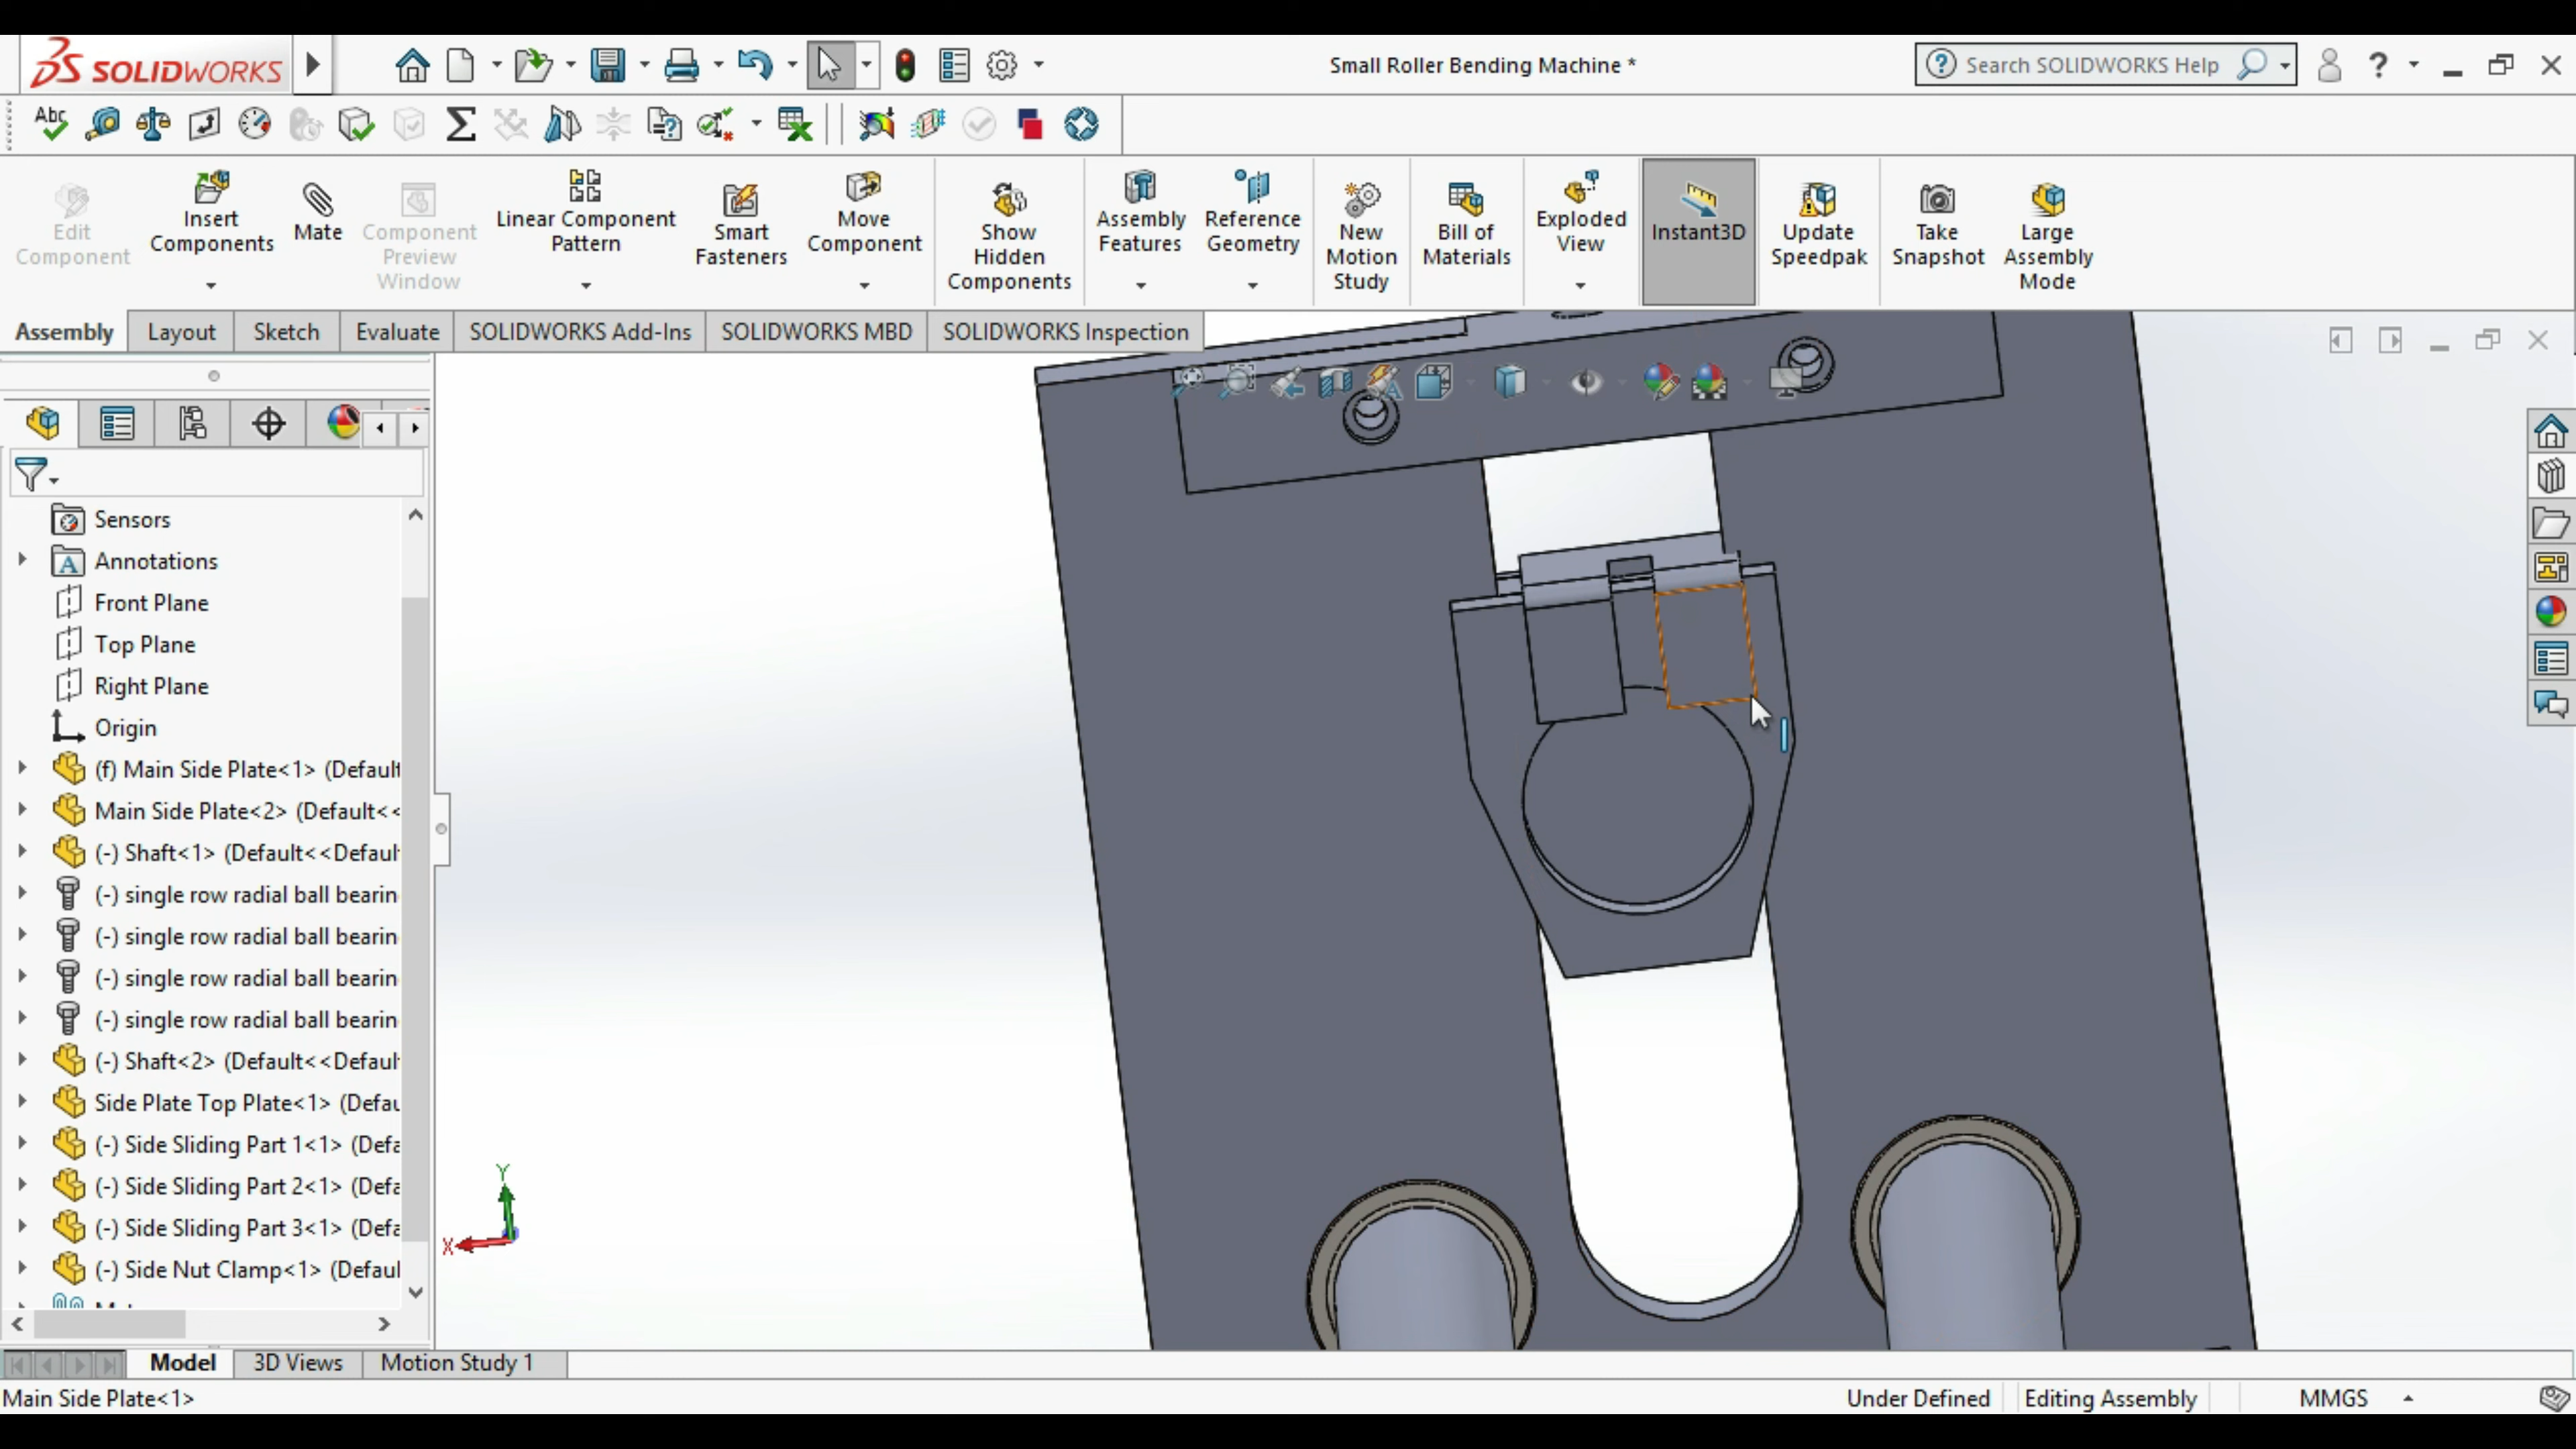 SOLIDWORKS
Small Roller Bending Machine *
Search SOLIDWORKS Help
?
Abc
Edit Component
Insert Components
Mate
Component Preview Window
Linear Component Pattern
Smart Fasteners
Move Component
Show Hidden Components
Assembly Features
Reference Geometry
New Motion Study
Bill of Materials
Exploded View
Instant3D
Update Speedpak
Take Snapshot
Large Assembly Mode
Assembly
Layout
Sketch
Evaluate
SOLIDWORKS Add-Ins
SOLIDWORKS MBD
SOLIDWORKS Inspection
Sensors
Annotations
Front Plane
Top Plane
Right Plane
Origin
(f) Main Side Plate<1> (Default
Main Side Plate<2> (Default<<
(-) Shaft<1> (Default<<Defaul
(-) single row radial ball bearin
(-) single row radial ball bearin
(-) single row radial ball bearin
(-) single row radial ball bearin
(-) Shaft<2> (Default<<Defaul
Side Plate Top Plate<1> (Defau
(-) Side Sliding Part 1<1> (Defa
(-) Side Sliding Part 2<1> (Defa
(-) Side Sliding Part 3<1> (Defa
(-) Side Nut Clamp<1> (Defaul
Y
X
Model
3D Views
Motion Study 1
Main Side Plate<1>
Under Defined
Editing Assembly
MMGS